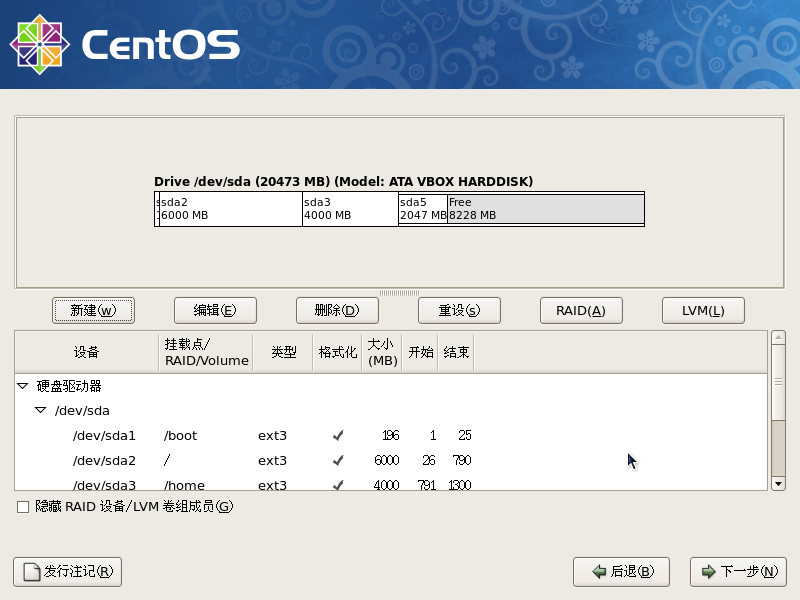 CentOS
Drive /dev/sda (20473 MB) (Model: ATA VBOX HARDDISK)
sda2 sda3 sda5 Free
6000 MB 4000 MB 2047 MB 8228 MB
新建(w) 编辑(E) 删除(D) 重设(s) RAID(A) LVM(L)
设备 挂载点/ RAID/Volume 类型 格式化 大小 (MB) 开始 结束
硬盘驱动器
/dev/sda
/dev/sda1 /boot ext3 196 1 25
/dev/sda2 / ext3 6000 26 790
/dev/sda3 /home ext3 4000 791 1300
隐藏 RAID 设备/LVM 卷组成员(G)
发行注记(R) 后退(B) 下一步(N)